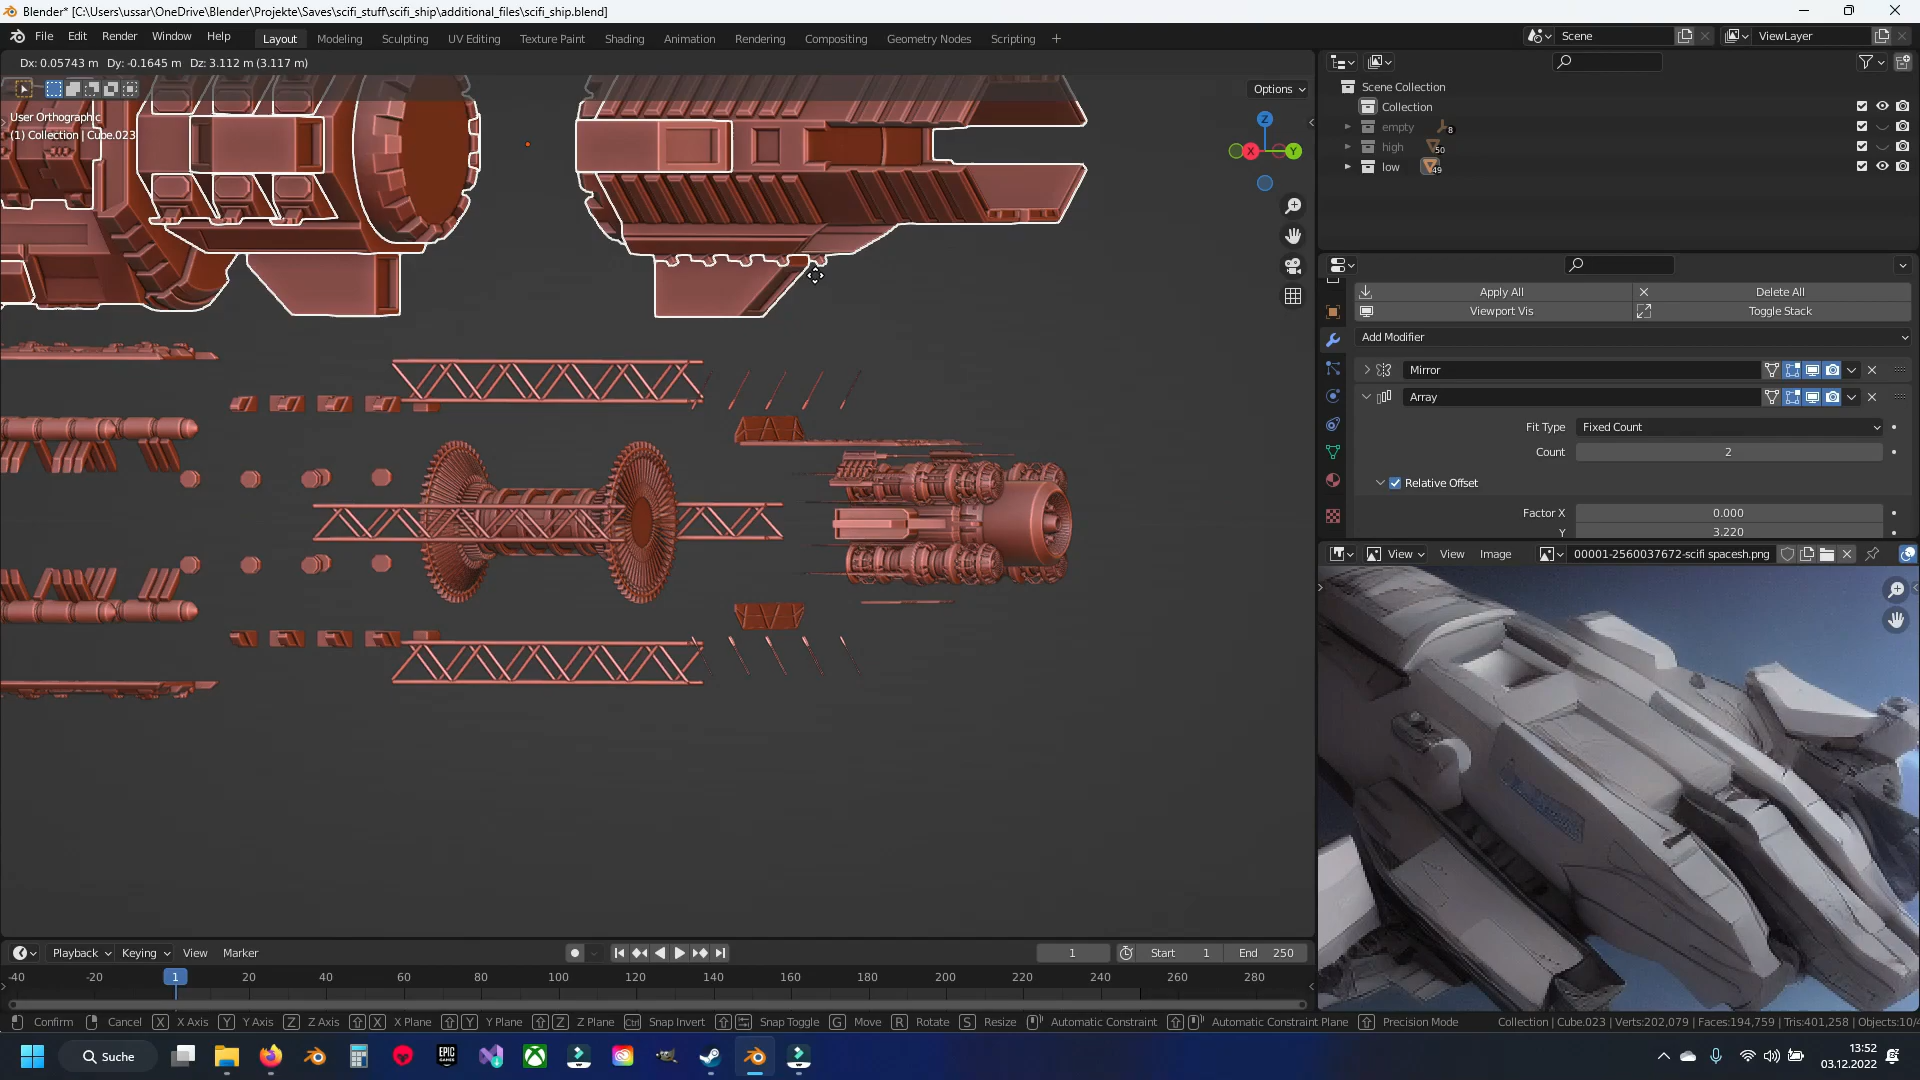 Blender* [C:\Users\ussar\OneDrive\Blender\Projekte\Saves\scifi_stuff\scifi_ship\additional_files\scifi_ship.blend]
File Edit Render Window Help Layout Modeling Sculpting UV Editing Texture Paint Shading Animation Rendering Compositing Geometry Nodes Scripting + Scene ViewLayer
Dx: 0.05743 m Dy: -0.1645 m Dz: 3.112 m (3.117 m)
Options
User Orthographic
(1) Collection | Cube.023
Z
X Y
Scene Collection
Collection
empty 8
high 50
low 49
Apply All Delete All
Viewport Vis Toggle Stack
Add Modifier
Mirror
Array
Fit Type Fixed Count
Count 2
Relative Offset
Factor X 0.000
Y 3.220
View View Image 00001-2560037672-scifi spacesh.png
Playback Keying View Marker 1 Start 1 End 250
-40 -20 1 20 40 60 80 100 120 140 160 180 200 220 240 260 280
Confirm Cancel X X Axis Y Y Axis Z Z Axis X X Plane Y Y Plane Z Z Plane Ctrl Snap Invert Snap Toggle G Move R Rotate S Resize Automatic Constraint Automatic Constraint Plane Precision Mode Collection | Cube.023 | Verts:202,079 | Faces:194,759 | Tris:401,258 | Objects:10/4
Suche EPIC GAMES 13:52
03.12.2022